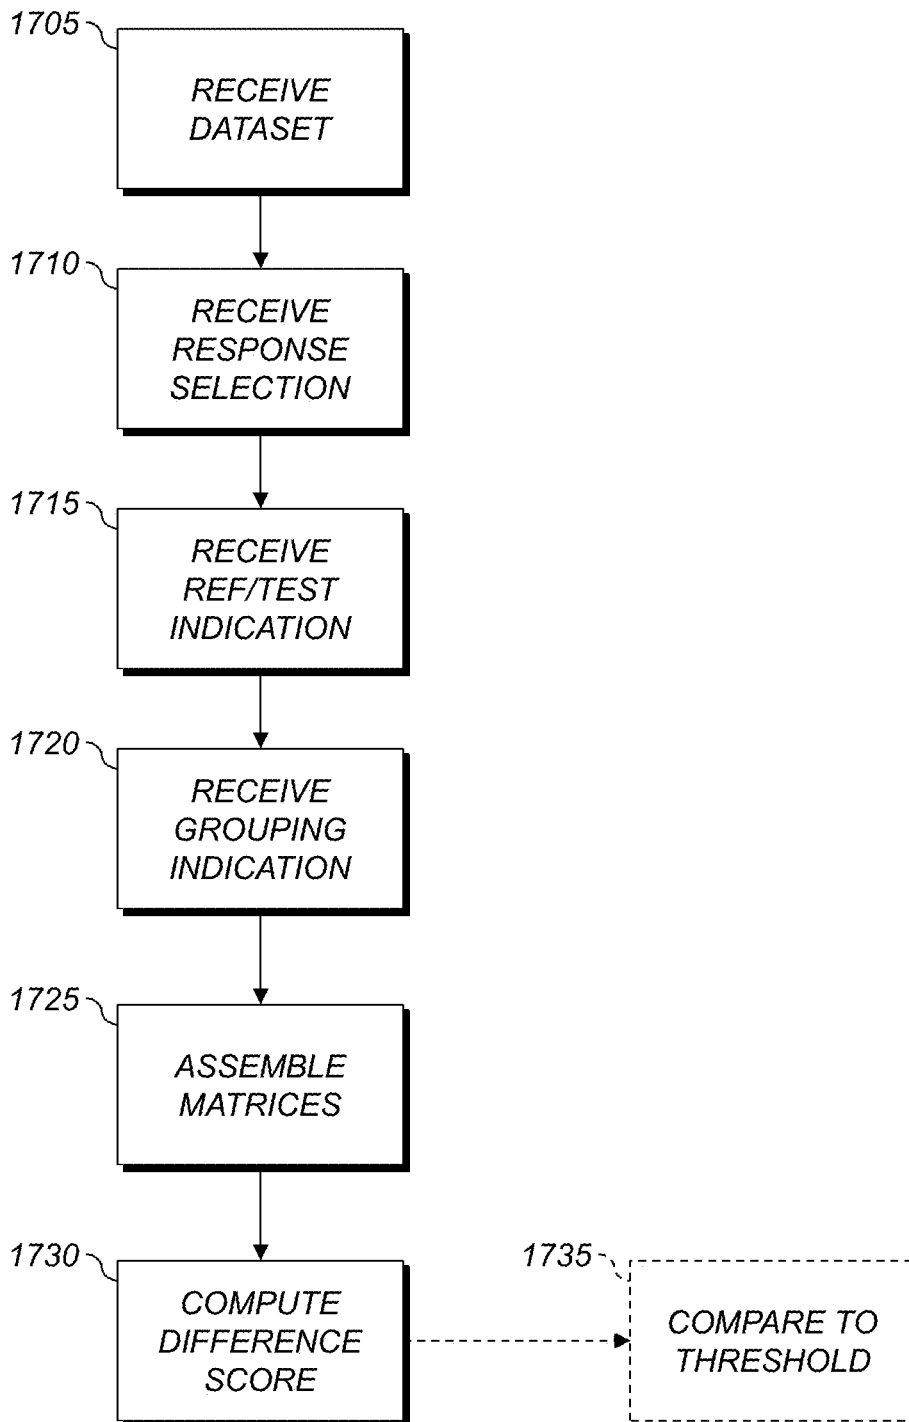 1705
RECEIVE
DATASET
1710
RECEIVE
RESPONSE
SELECTION
1715
RECEIVE
REF/TEST
INDICATION
1720
RECEIVE
GROUPING
INDICATION
1725
ASSEMBLE
MATRICES
1730
COMPUTE
DIFFERENCE
SCORE
1735
COMPARE TO
THRESHOLD